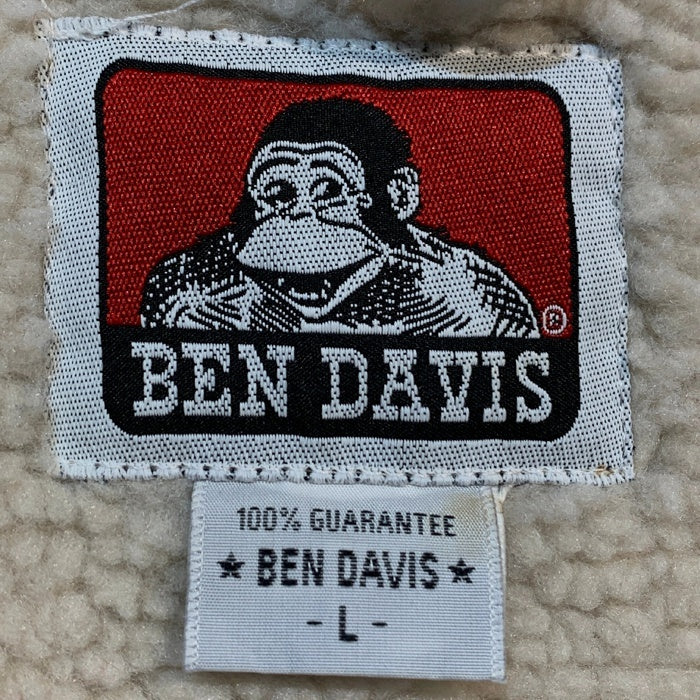 ®
BEN DAVIS
100% GUARANTEE
★ BEN DAVIS ★
- L -